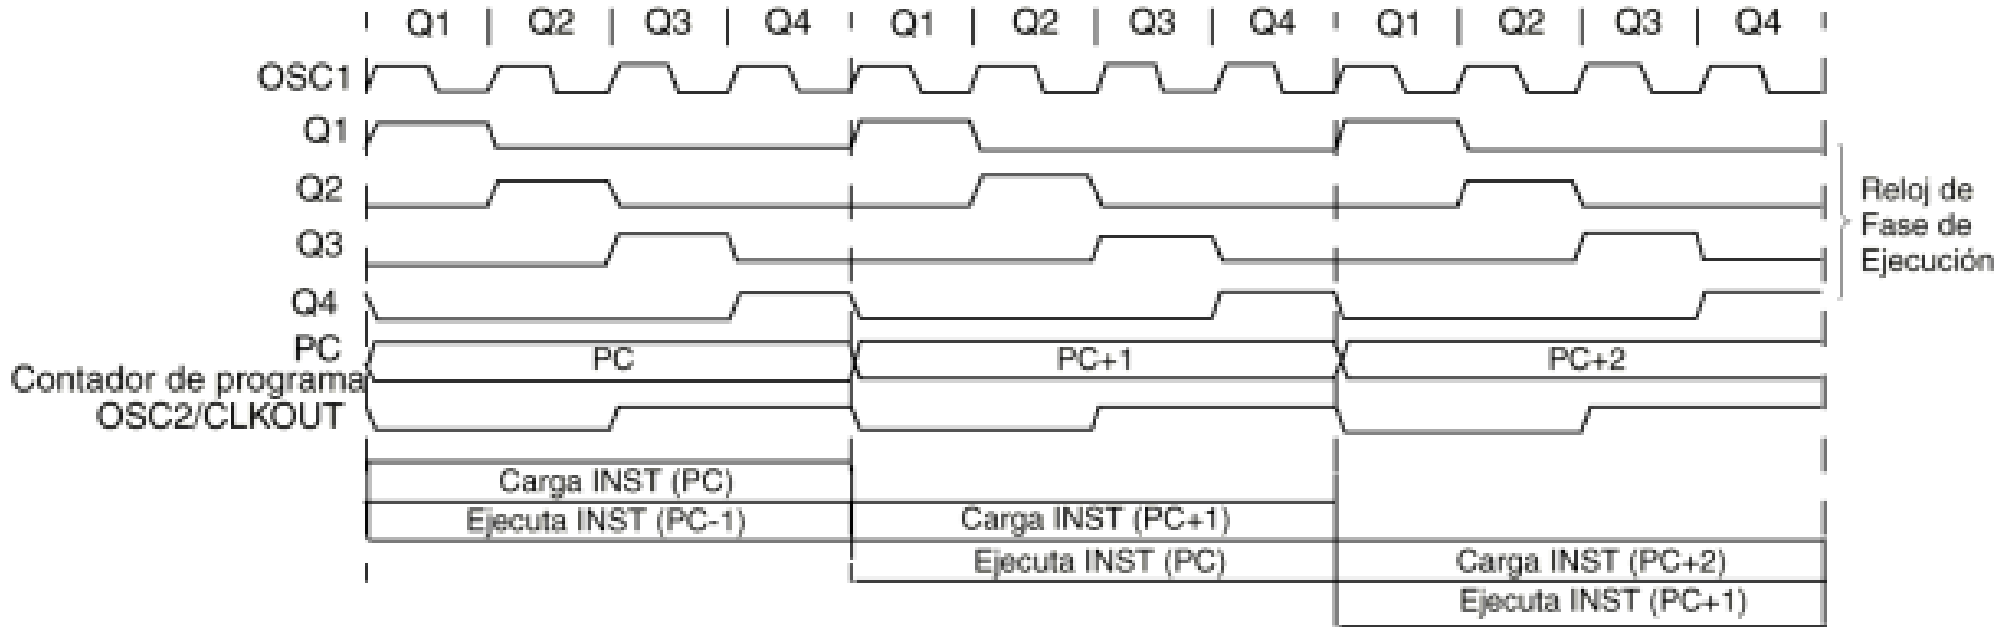 Q1 | Q2 | Q3 | Q4 | Q1 | Q2 | Q3 | Q4 | Q1 | Q2 | Q3 | Q4
OSC1
Q1
Q2
Q3
Q4
Reloj de
Fase de
Ejecución
PC
Contador de programa
PC
PC+1
PC+2
OSC2/CLKOUT
Carga INST (PC)
Ejecuta INST (PC-1)
Carga INST (PC+1)
Ejecuta INST (PC)
Carga INST (PC+2)
Ejecuta INST (PC+1)